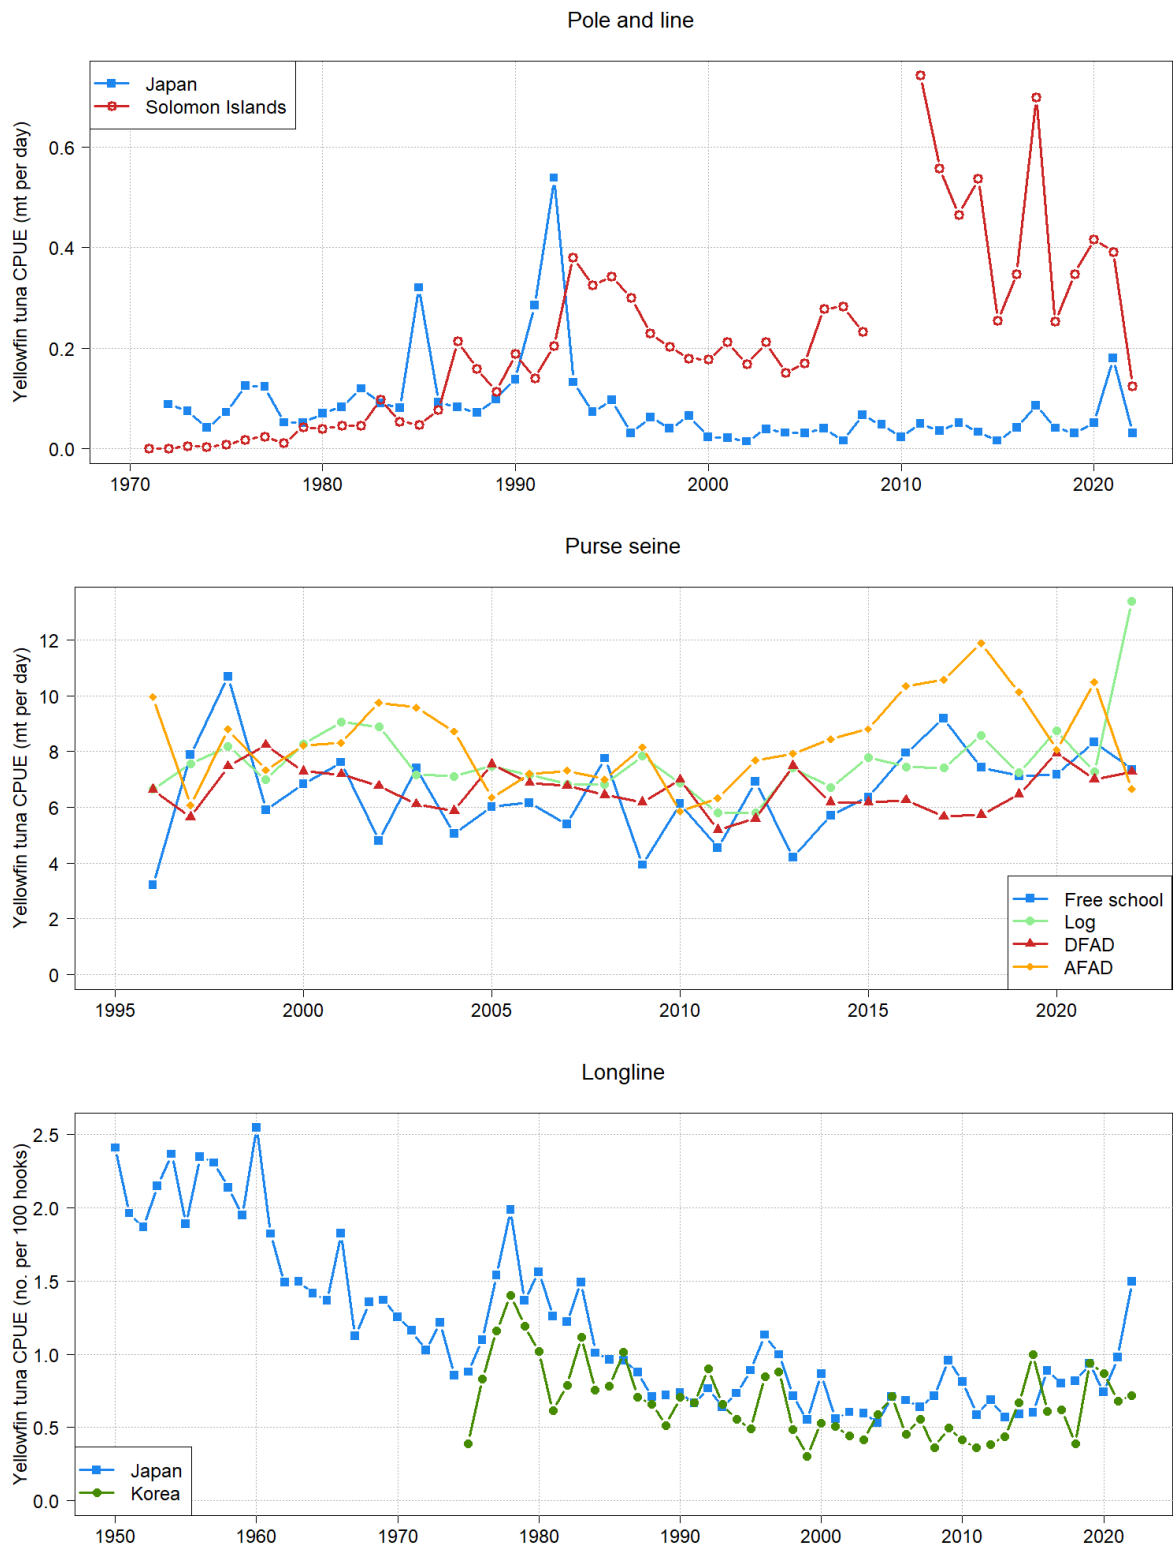 Pole and line
Japan
Solomon Islands
Yellowfin tuna CPUE (mt per day)
0.6
0.4
0.2
0.0
1970 1980 1990 2000 2010 2020
Purse seine
Yellowfin tuna CPUE (mt per day)
12
10
8
6
4
2
0
Free school
Log
DFAD
AFAD
1995 2000 2005 2010 2015 2020
Longline
Yellowfin tuna CPUE (no. per 100 hooks)
2.5
2.0
1.5
1.0
0.5
0.0
Japan
Korea
1950 1960 1970 1980 1990 2000 2010 2020